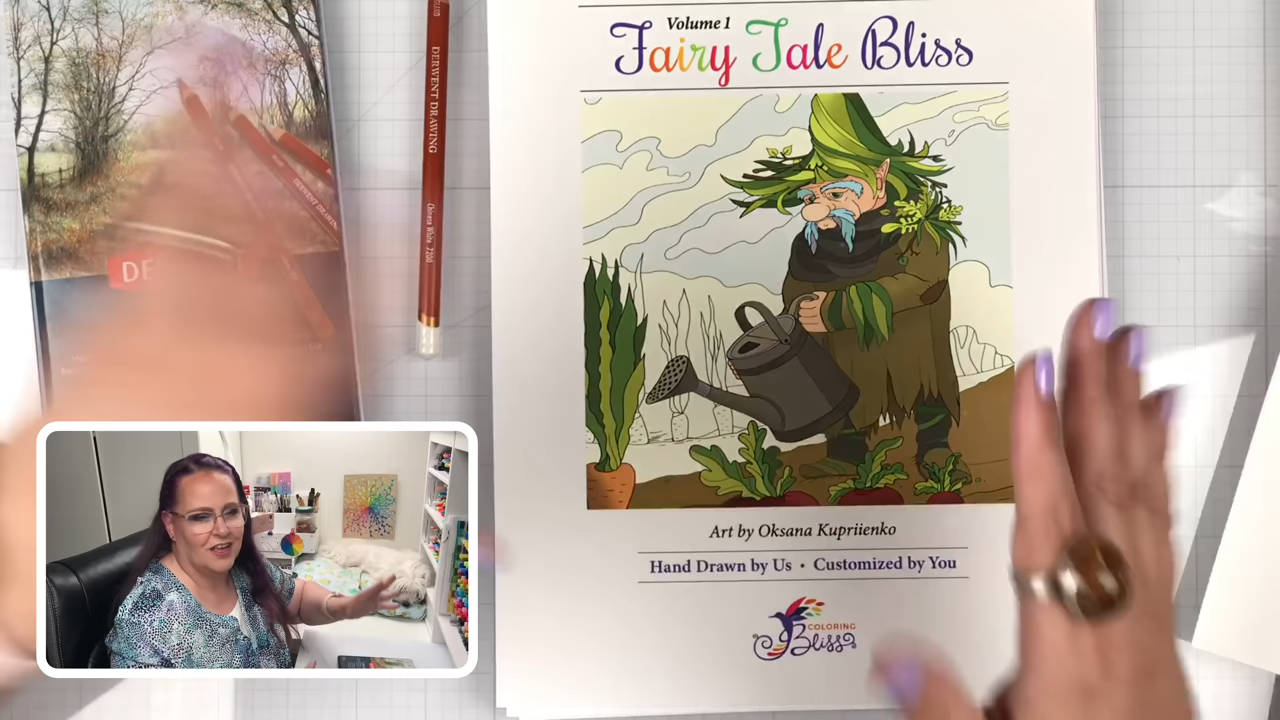 Volume 1
Fairy Tale Bliss
Art by Oksana Kupriienko
Hand Drawn by Us • Customized by You
COLORING
Bliss
DERWENT DRAWING
Chinese White 7200
DE